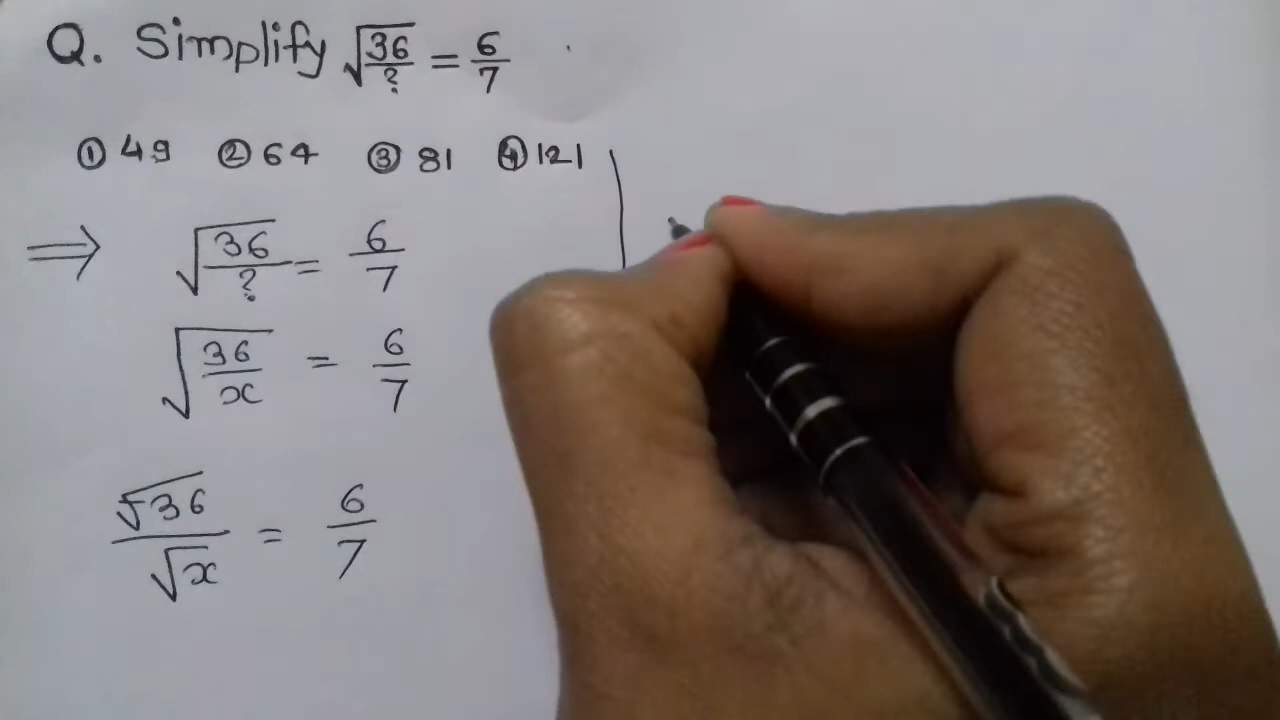 Q. Simplify √36/? = 6/7
① 49 ② 64 ③ 81 ④ 121
⇒ √36/? = 6/7
√36/x = 6/7
√36/√x = 6/7